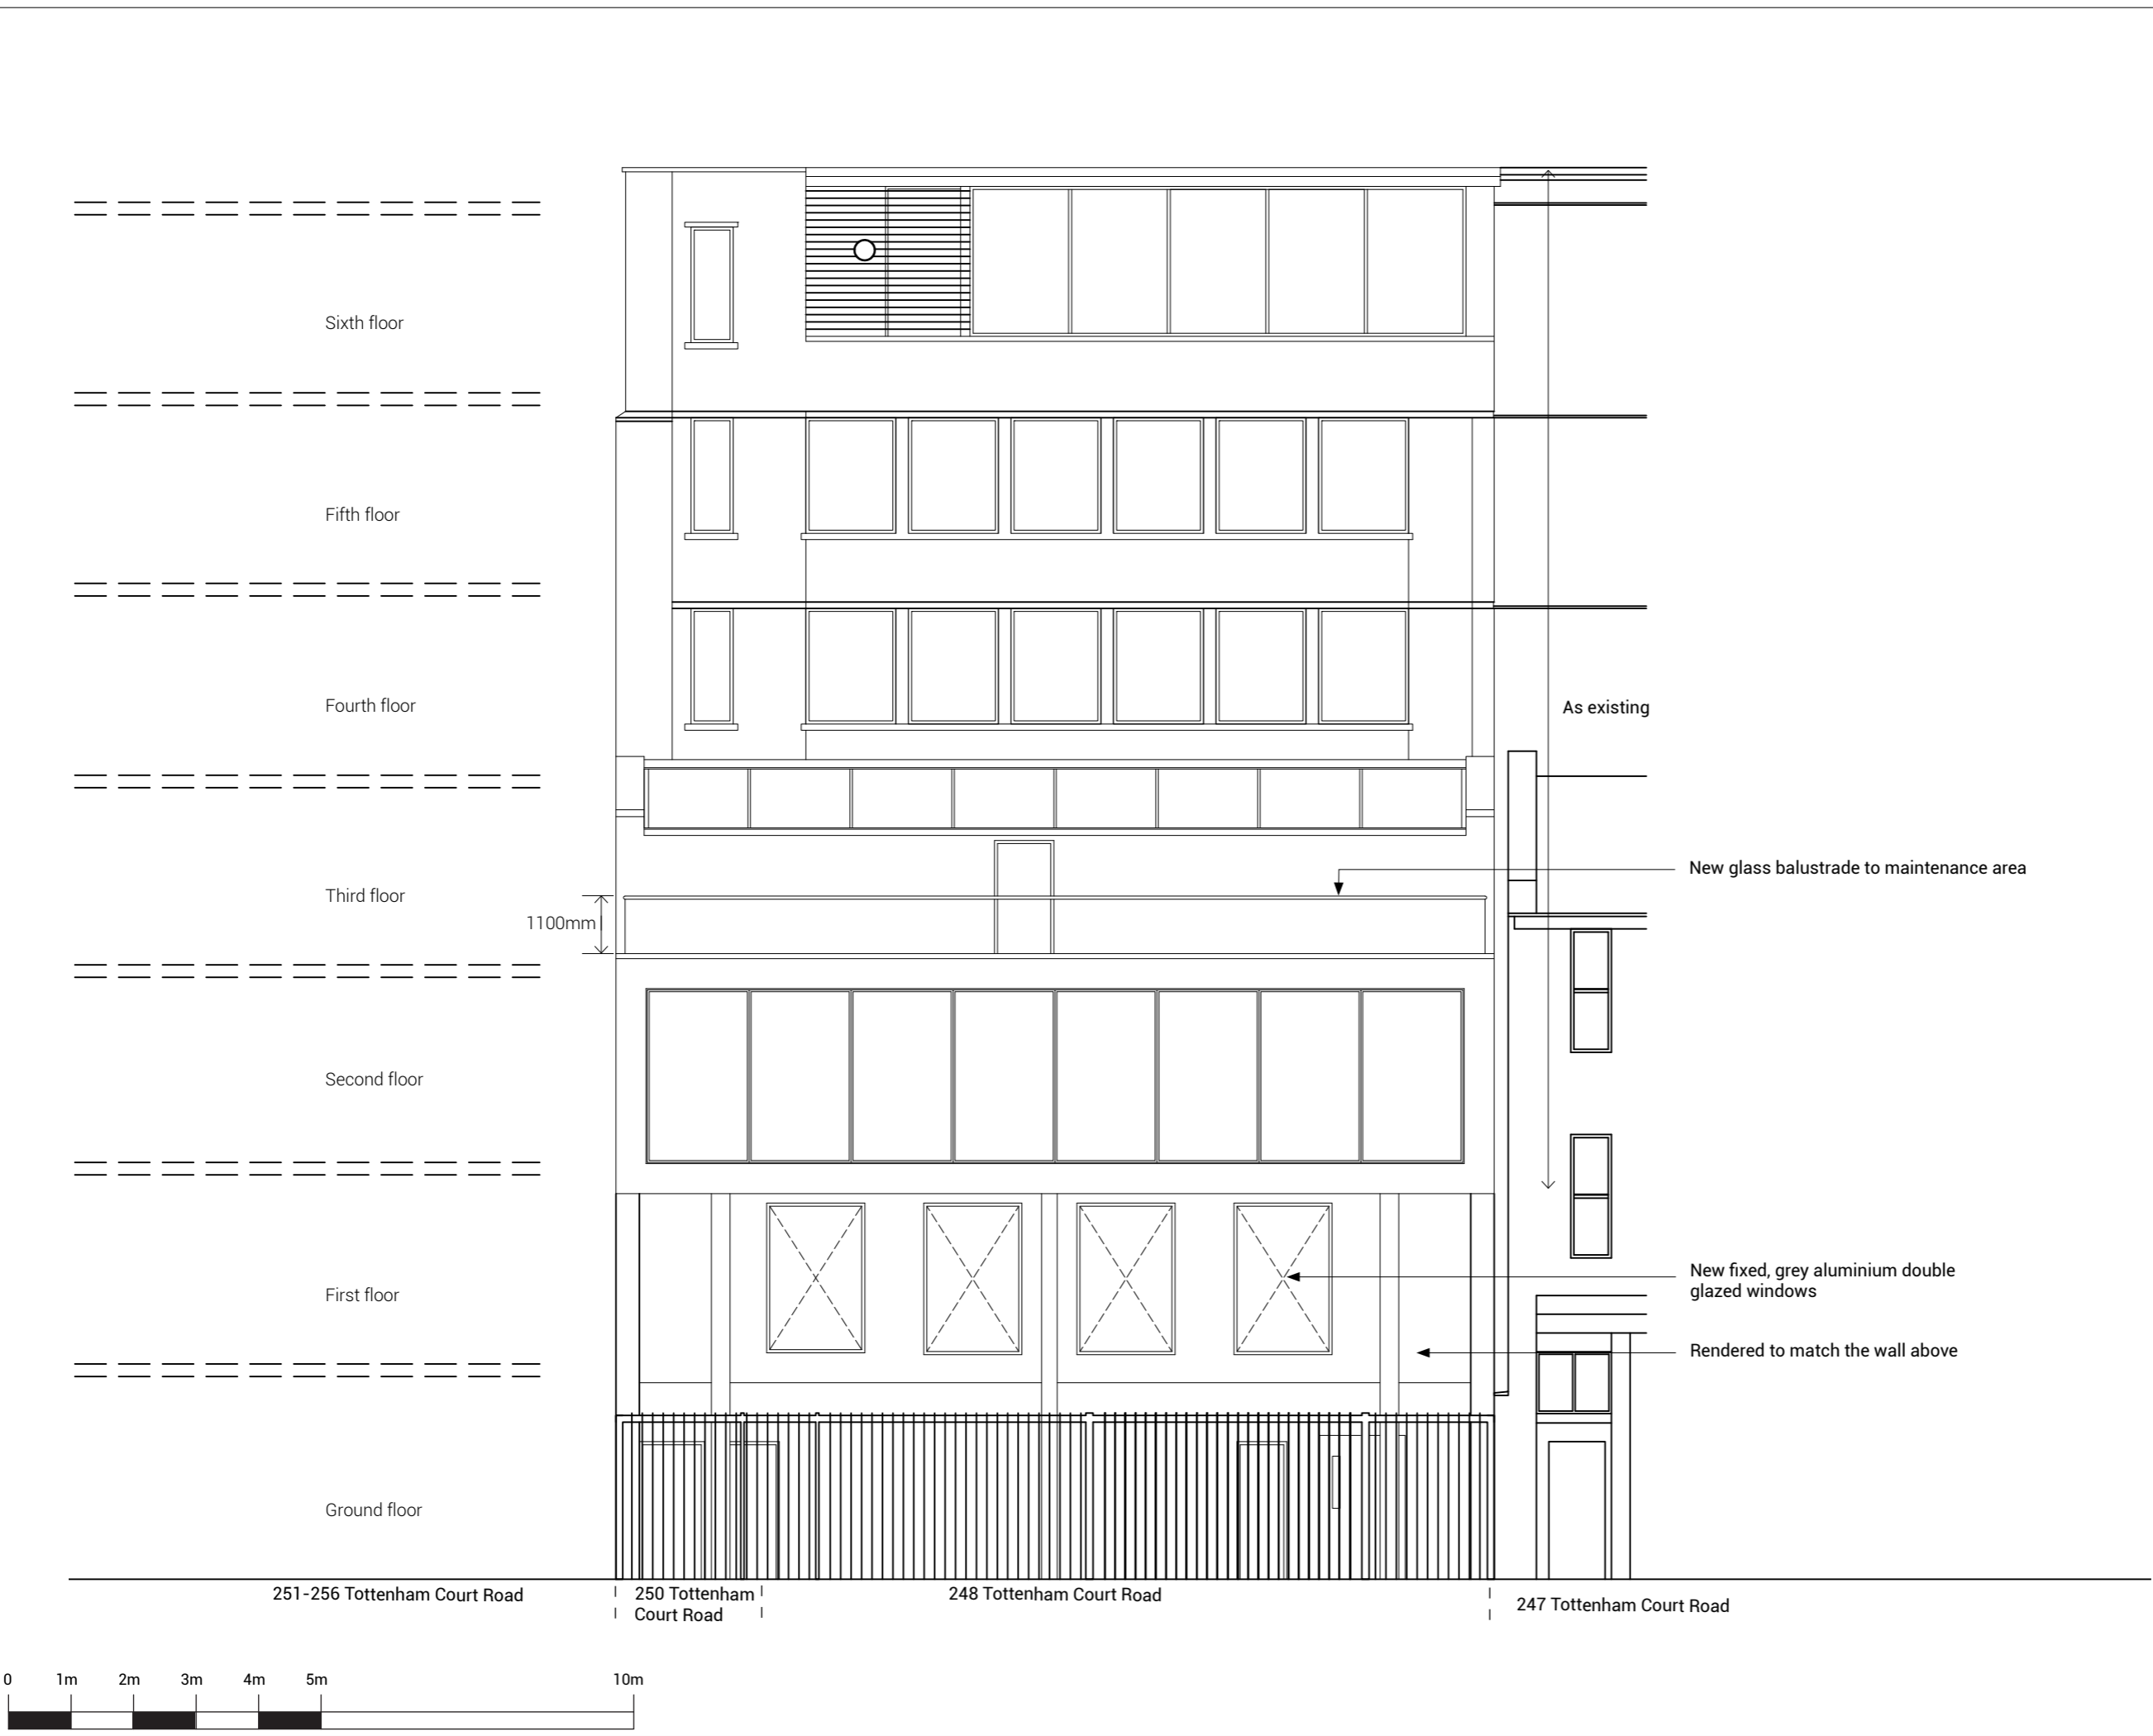 Sixth floor
Fifth floor
Fourth floor
As existing
New glass balustrade to maintenance area
Third floor
1100mm
Second floor
New fixed, grey aluminium double
glazed windows
First floor
Rendered to match the wall above
Ground floor
251-256 Tottenham Court Road
250 Tottenham
Court Road
248 Tottenham Court Road
247 Tottenham Court Road
0 1m 2m 3m 4m 5m 10m